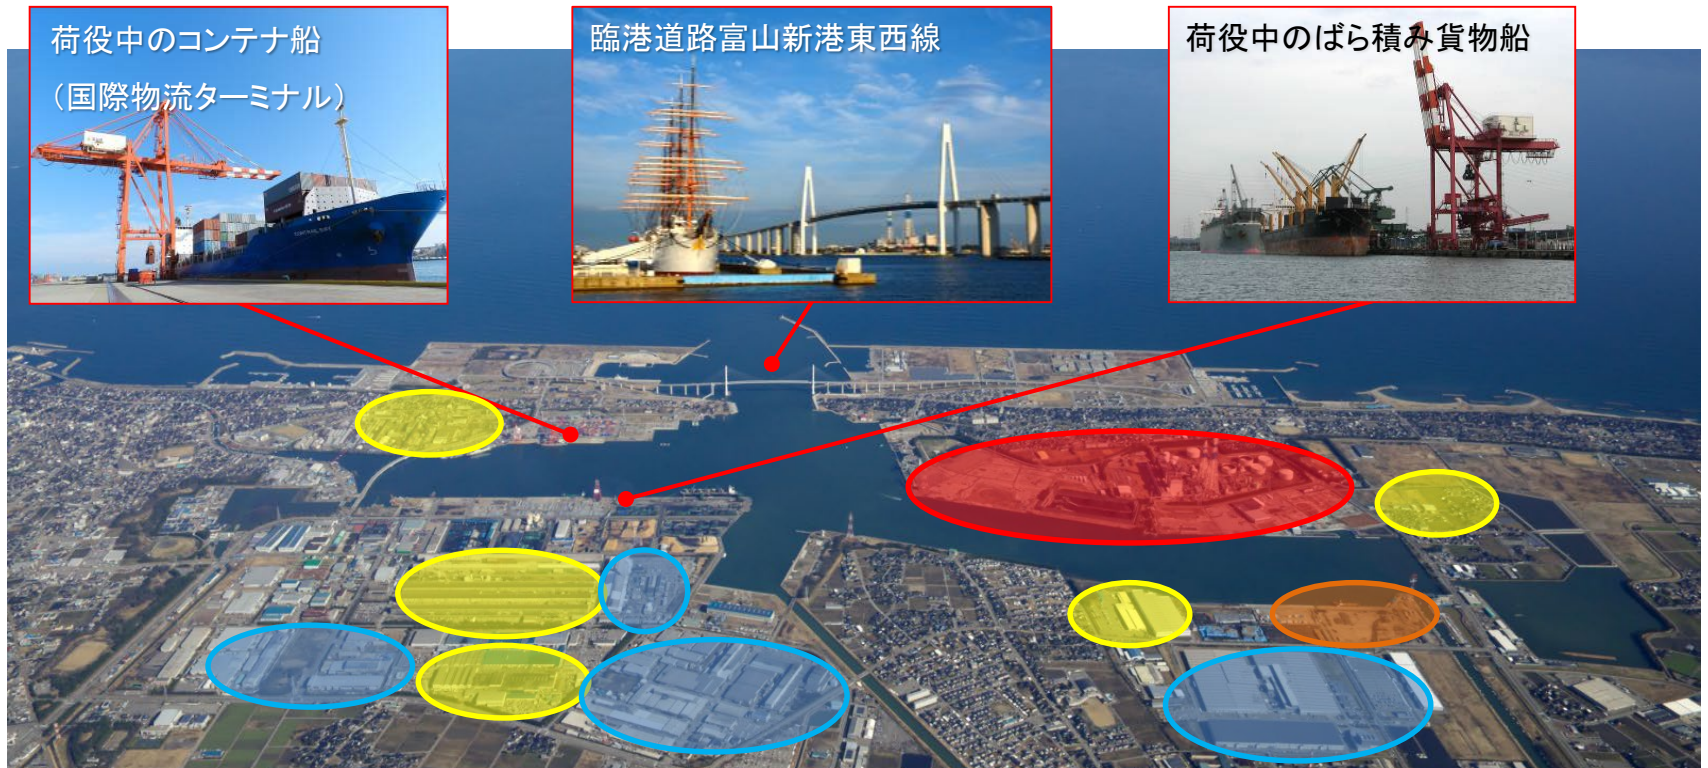 荷役中のコンテナ船
（国際物流ターミナル）
臨港道路富山新港東西線
荷役中のばら積み貨物船